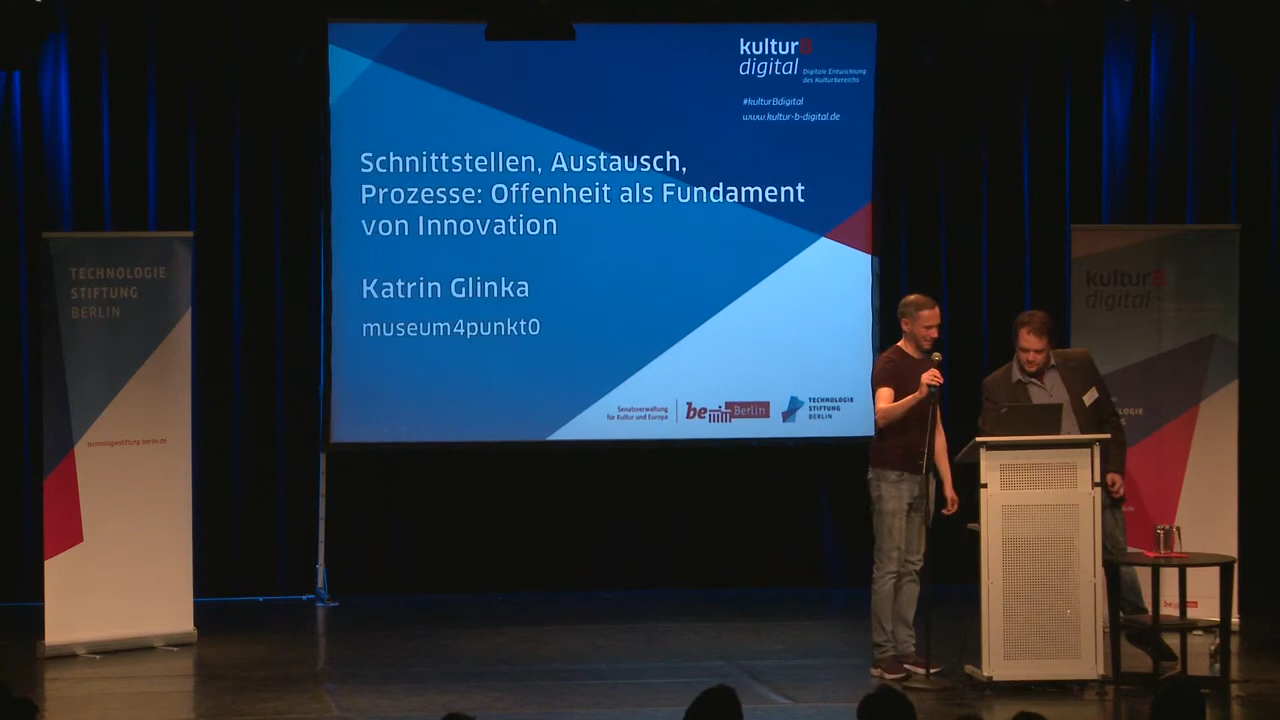 kulturB
digital
Digitale Entwicklung
des Kulturbereichs
#kulturBdigital
www.kultur-b-digital.de
Schnittstellen, Austausch,
Prozesse: Offenheit als Fundament
von Innovation
Katrin Glinka
museum4punkt0
Senatsverwaltung
für Kultur und Europa
be Berlin
TECHNOLOGIE
STIFTUNG
BERLIN
TECHNOLOGIE
STIFTUNG
BERLIN
technologiestiftung-berlin.de
kulturB
digital